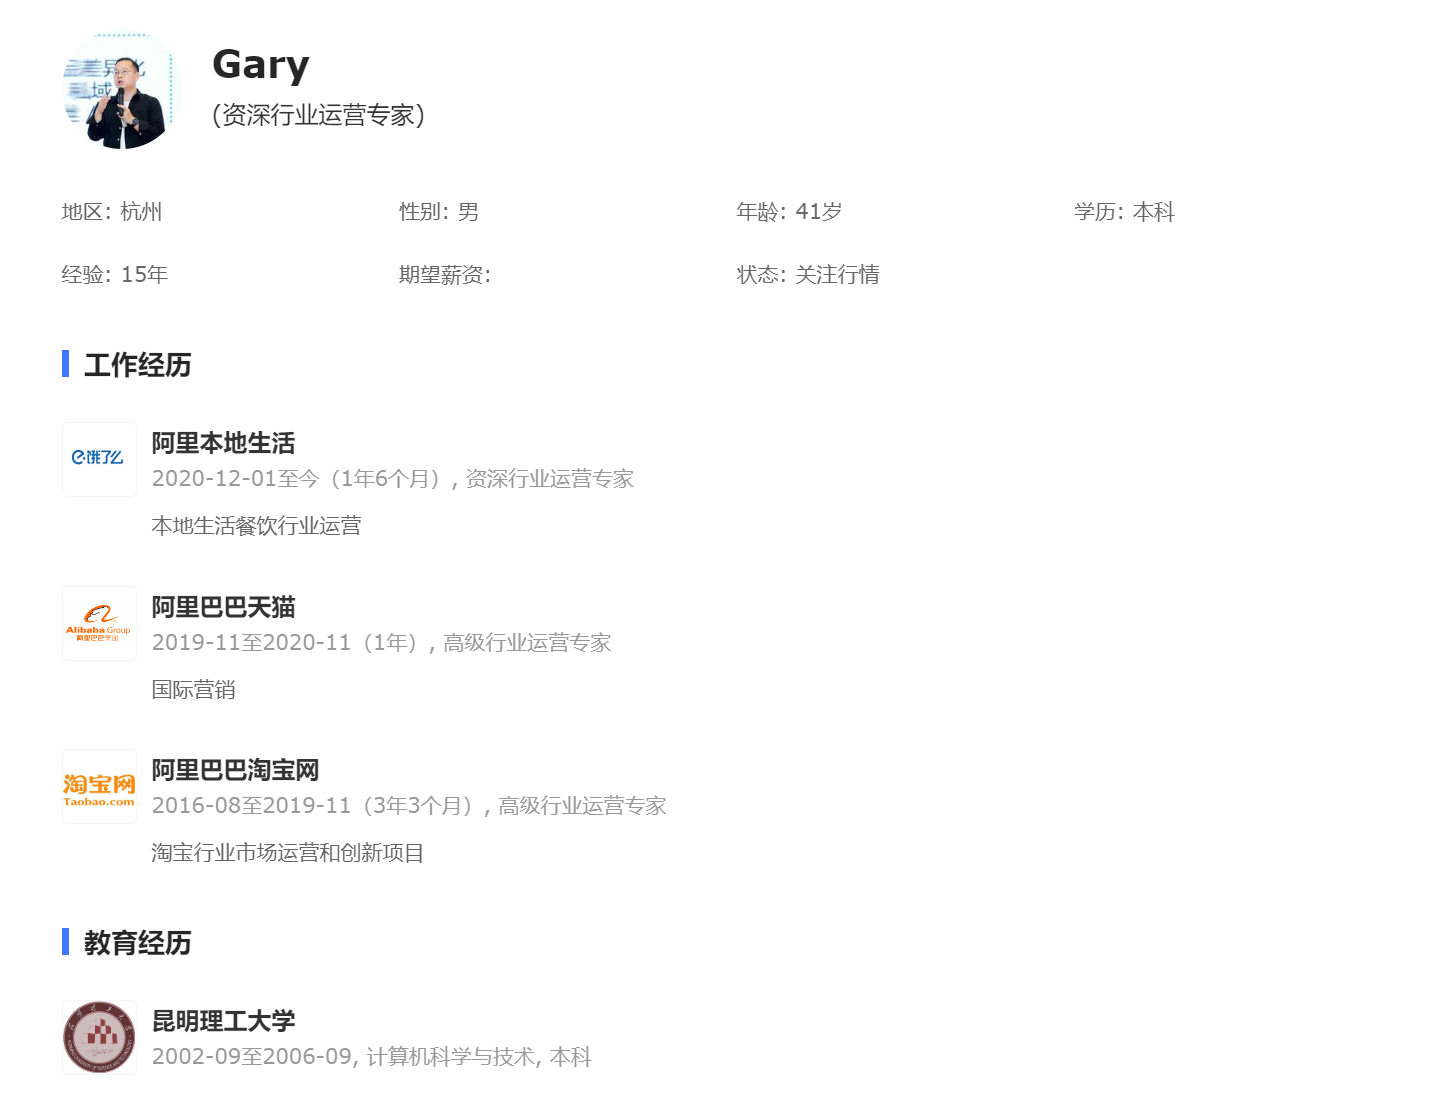 差异化
域
Gary
(资深行业运营专家)
地区: 杭州
性别: 男
年龄: 41岁
学历: 本科
经验: 15年
期望薪资:
状态: 关注行情
工作经历
饿了么
阿里本地生活
2020-12-01至今（1年6个月）, 资深行业运营专家
本地生活餐饮行业运营
Alibaba Group
阿里巴巴集团
阿里巴巴天猫
2019-11至2020-11（1年）, 高级行业运营专家
国际营销
淘宝网
Taobao.com
阿里巴巴淘宝网
2016-08至2019-11（3年3个月）, 高级行业运营专家
淘宝行业市场运营和创新项目
教育经历
昆明理工大学
2002-09至2006-09, 计算机科学与技术, 本科